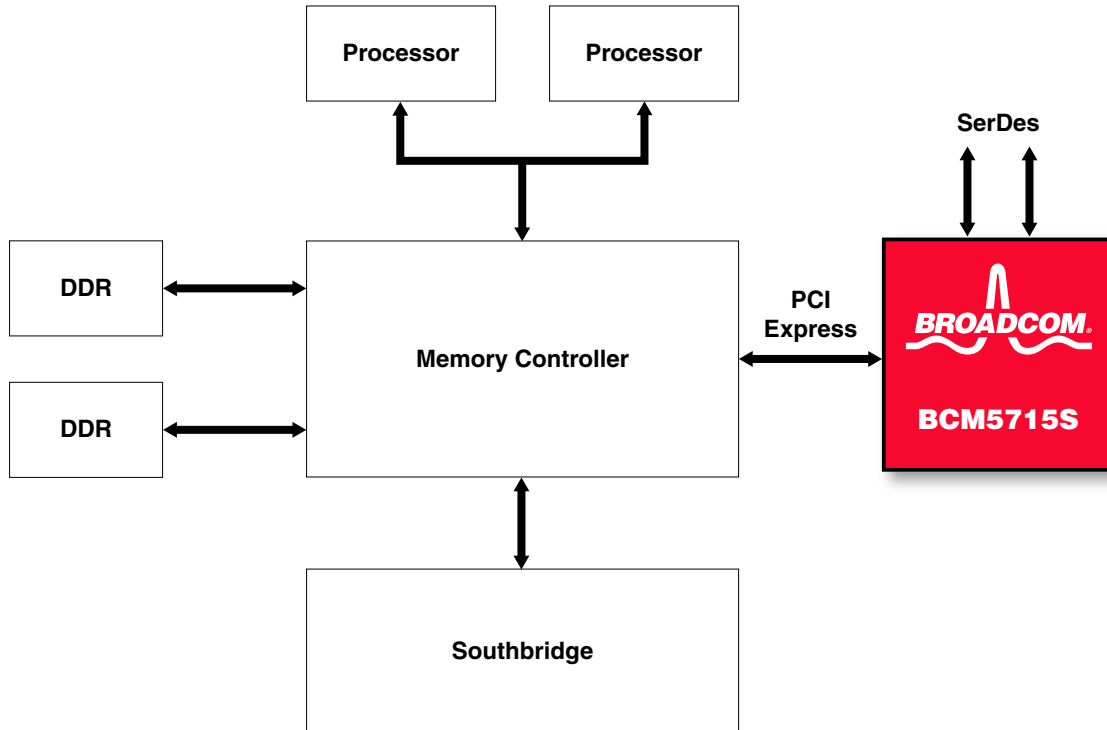 Processor
Processor
SerDes
DDR
PCI
Express
BROADCOM®
Memory Controller
DDR
BCM5715S
Southbridge